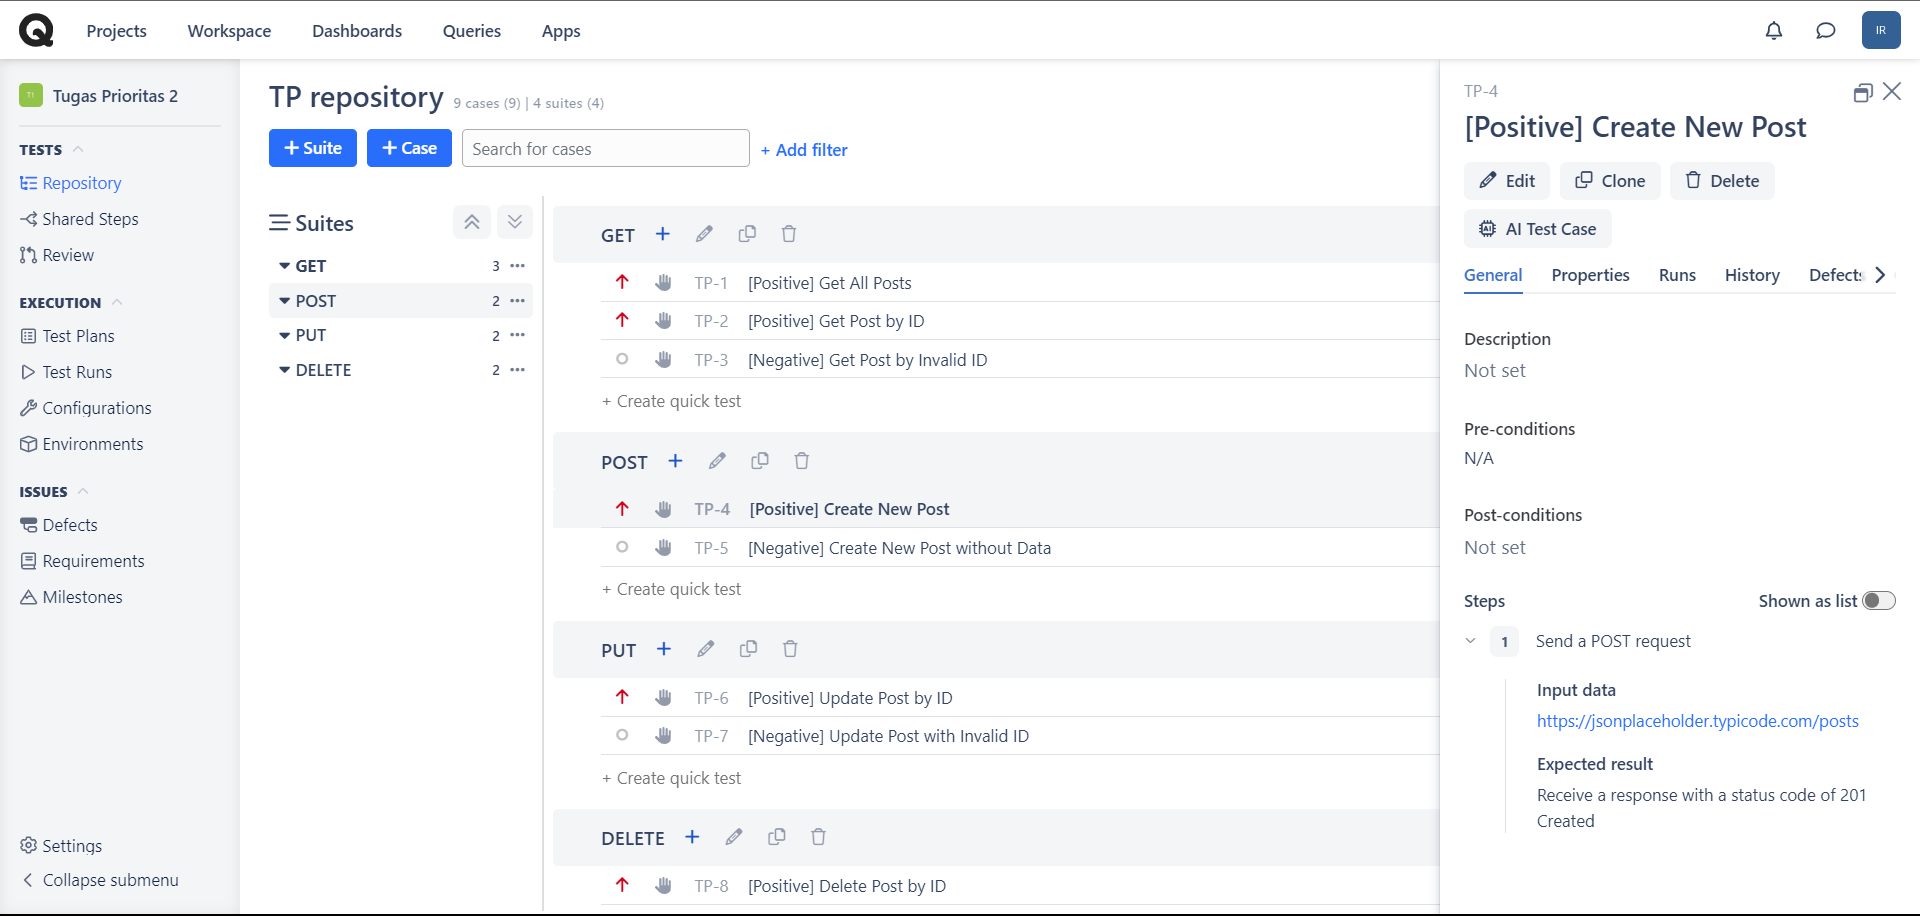 Projects Workspace Dashboards Queries Apps IR
T1 Tugas Prioritas 2
TESTS
Repository
Shared Steps
Review
EXECUTION
Test Plans
Test Runs
Configurations
Environments
ISSUES
Defects
Requirements
Milestones
Settings
Collapse submenu
TP repository 9 cases (9) | 4 suites (4)
+ Suite + Case Search for cases + Add filter
Suites
GET 3 ...
POST 2 ...
PUT 2 ...
DELETE 2 ...
GET +
TP-1 [Positive] Get All Posts
TP-2 [Positive] Get Post by ID
TP-3 [Negative] Get Post by Invalid ID
+ Create quick test
POST +
TP-4 [Positive] Create New Post
TP-5 [Negative] Create New Post without Data
+ Create quick test
PUT +
TP-6 [Positive] Update Post by ID
TP-7 [Negative] Update Post with Invalid ID
+ Create quick test
DELETE +
TP-8 [Positive] Delete Post by ID
TP-4
[Positive] Create New Post
Edit Clone Delete
AI Test Case
General Properties Runs History Defects
Description
Not set
Pre-conditions
N/A
Post-conditions
Not set
Steps Shown as list
1 Send a POST request
Input data
https://jsonplaceholder.typicode.com/posts
Expected result
Receive a response with a status code of 201
Created